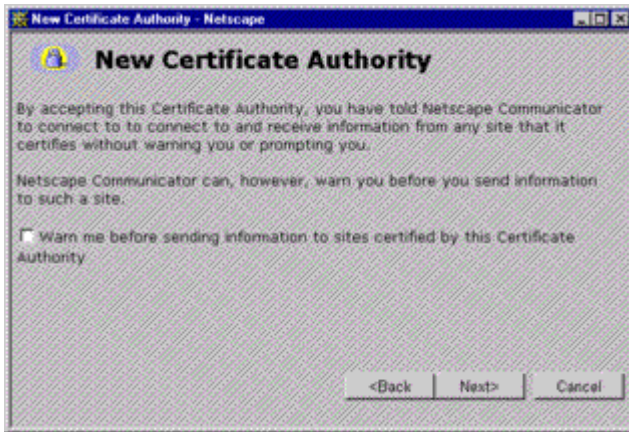 New Certificate Authority - Netscape
New Certificate Authority
By accepting this Certificate Authority, you have told Netscape Communicator
to connect to to connect to and receive information from any site that it
certifies without warning you or prompting you.
Netscape Communicator can, however, warn you before you send information
to such a site.
Warn me before sending information to sites certified by this Certificate
Authority
<Back Next> Cancel